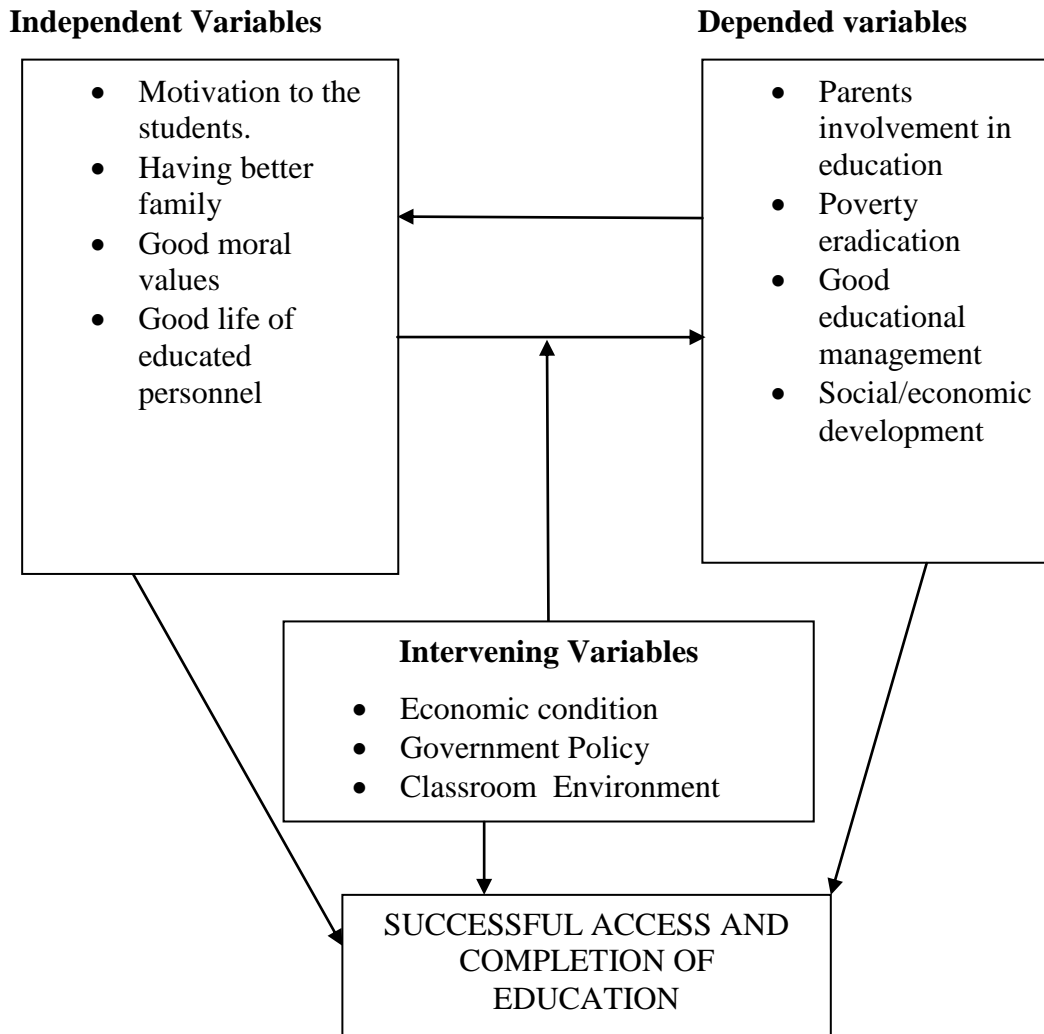 Independent Variables
Depended variables
• Motivation to the
students.
• Having better
family
• Good moral
values
• Good life of
educated
personnel
• Parents
involvement in
education
• Poverty
eradication
• Good
educational
management
• Social/economic
development
Intervening Variables
• Economic condition
• Government Policy
• Classroom Environment
SUCCESSFUL ACCESS AND
COMPLETION OF
EDUCATION